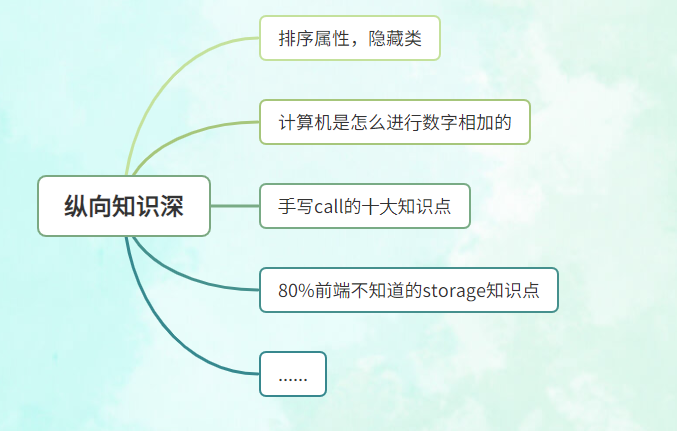 排序属性，隐藏类
计算机是怎么进行数字相加的
纵向知识深
手写call的十大知识点
80%前端不知道的storage知识点
......